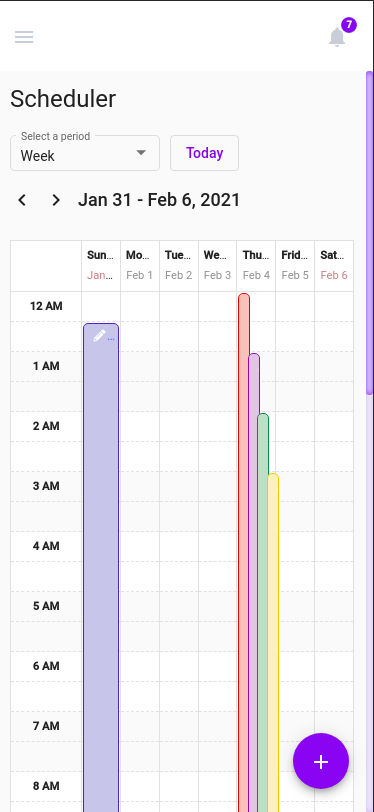 7
Scheduler
Select a period
Week
Today
Jan 31 - Feb 6, 2021
Sun... Mo... Tue... We... Thu... Frid... Sat...
Jan... Feb 1 Feb 2 Feb 3 Feb 4 Feb 5 Feb 6
12 AM
...
1 AM
2 AM
3 AM
4 AM
5 AM
6 AM
7 AM
8 AM